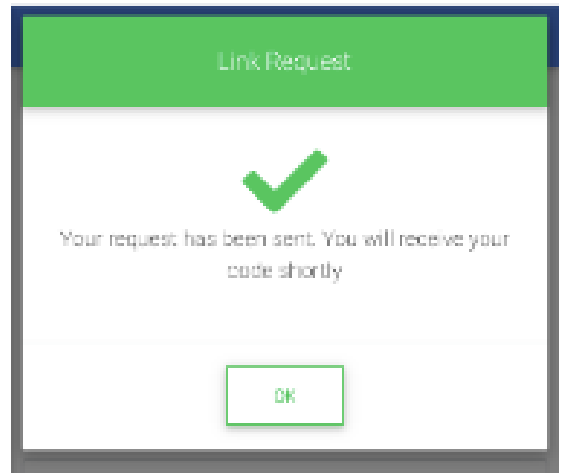 Link Request
Your request has been sent. You will receive your
code shortly
OK